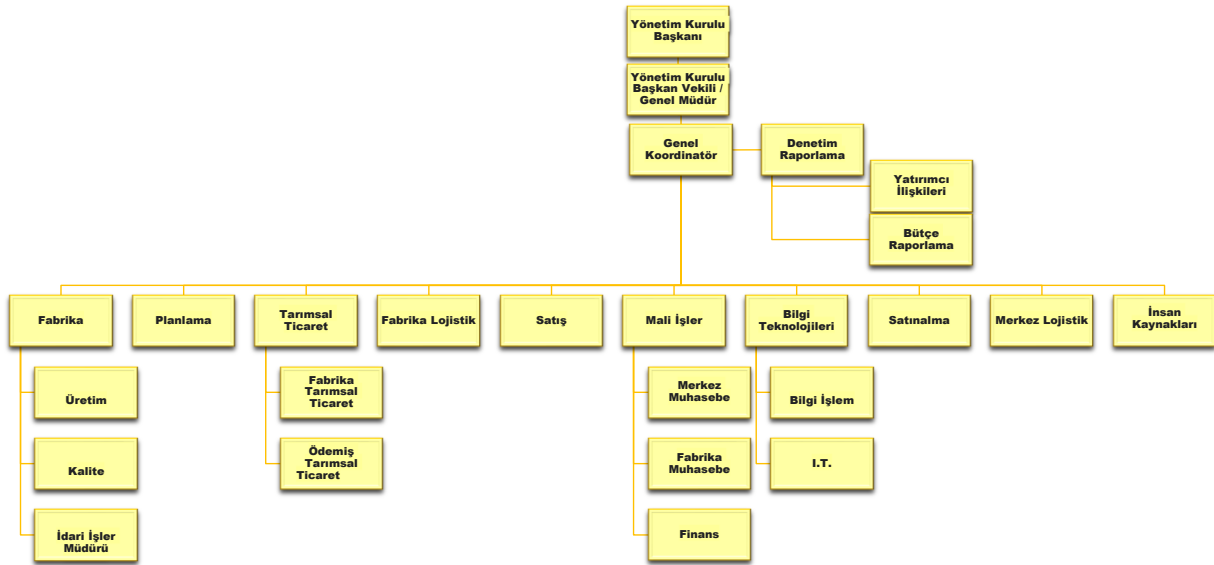 Yönetim Kurulu
Başkanı
Yönetim Kurulu
Başkan Vekili /
Genel Müdür
Genel
Koordinatör
Denetim
Raporlama
Yatırımcı
İlişkileri
Bütçe
Raporlama
Fabrika
Planlama
Tarımsal
Ticaret
Fabrika Lojistik
Satış
Mali İşler
Bilgi
Teknolojileri
Satınalma
Merkez Lojistik
İnsan
Kaynakları
Üretim
Fabrika
Tarımsal
Ticaret
Merkez
Muhasebe
Bilgi İşlem
Kalite
Ödemiş
Tarımsal
Ticaret
Fabrika
Muhasebe
I.T.
İdari İşler
Müdürü
Finans